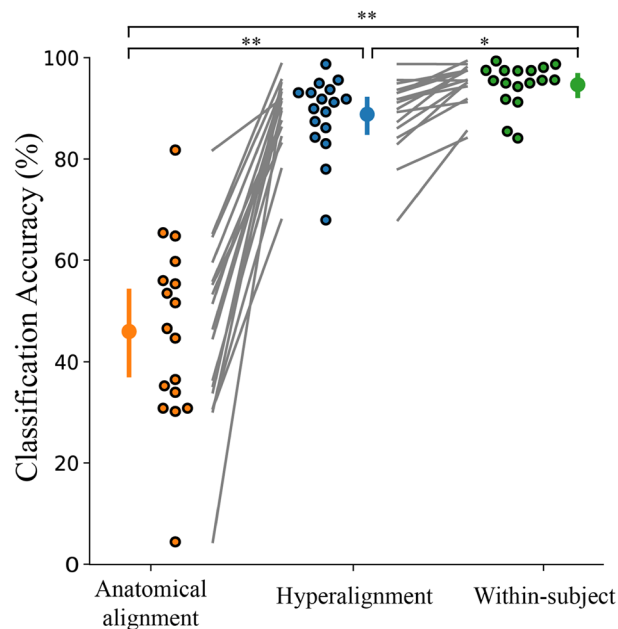 **
** *
Classification Accuracy (%)
100
80
60
40
20
0
Anatomical
alignment
Hyperalignment
Within-subject